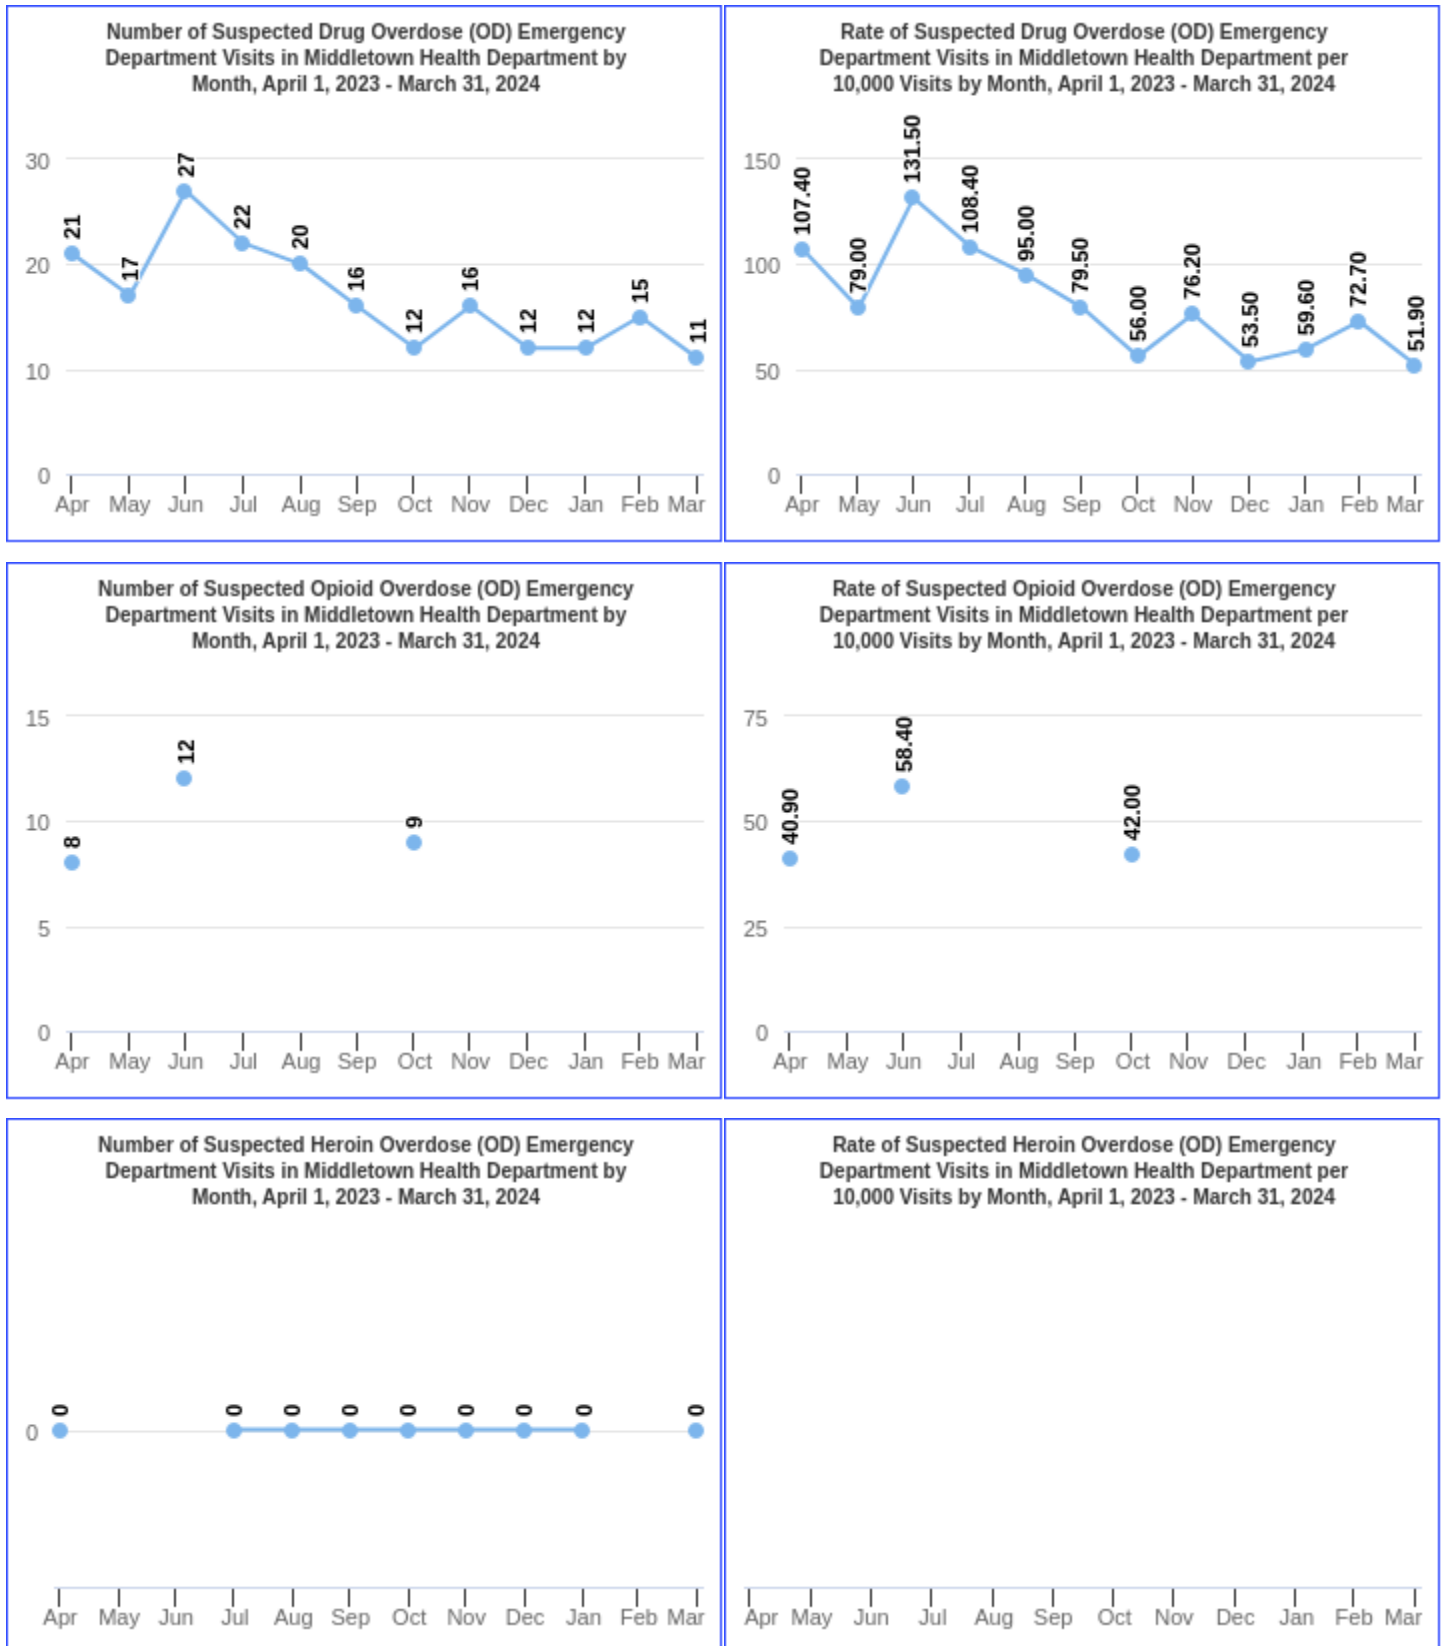 Number of Suspected Drug Overdose (OD) Emergency
Department Visits in Middletown Health Department by
Month, April 1, 2023 - March 31, 2024
30
20
10
0
21
17
27
22
20
16
12
16
12
12
15
11
Apr May Jun Jul Aug Sep Oct Nov Dec Jan Feb Mar
Rate of Suspected Drug Overdose (OD) Emergency
Department Visits in Middletown Health Department per
10,000 Visits by Month, April 1, 2023 - March 31, 2024
150
100
50
0
107.40
79.00
131.50
108.40
95.00
79.50
56.00
76.20
53.50
59.60
72.70
51.90
Apr May Jun Jul Aug Sep Oct Nov Dec Jan Feb Mar
Number of Suspected Opioid Overdose (OD) Emergency
Department Visits in Middletown Health Department by
Month, April 1, 2023 - March 31, 2024
15
10
5
0
8
12
9
Apr May Jun Jul Aug Sep Oct Nov Dec Jan Feb Mar
Rate of Suspected Opioid Overdose (OD) Emergency
Department Visits in Middletown Health Department per
10,000 Visits by Month, April 1, 2023 - March 31, 2024
75
50
25
0
40.90
58.40
42.00
Apr May Jun Jul Aug Sep Oct Nov Dec Jan Feb Mar
Number of Suspected Heroin Overdose (OD) Emergency
Department Visits in Middletown Health Department by
Month, April 1, 2023 - March 31, 2024
0
0
0
0
0
0
0
0
0
0
Apr May Jun Jul Aug Sep Oct Nov Dec Jan Feb Mar
Rate of Suspected Heroin Overdose (OD) Emergency
Department Visits in Middletown Health Department per
10,000 Visits by Month, April 1, 2023 - March 31, 2024
Apr May Jun Jul Aug Sep Oct Nov Dec Jan Feb Mar